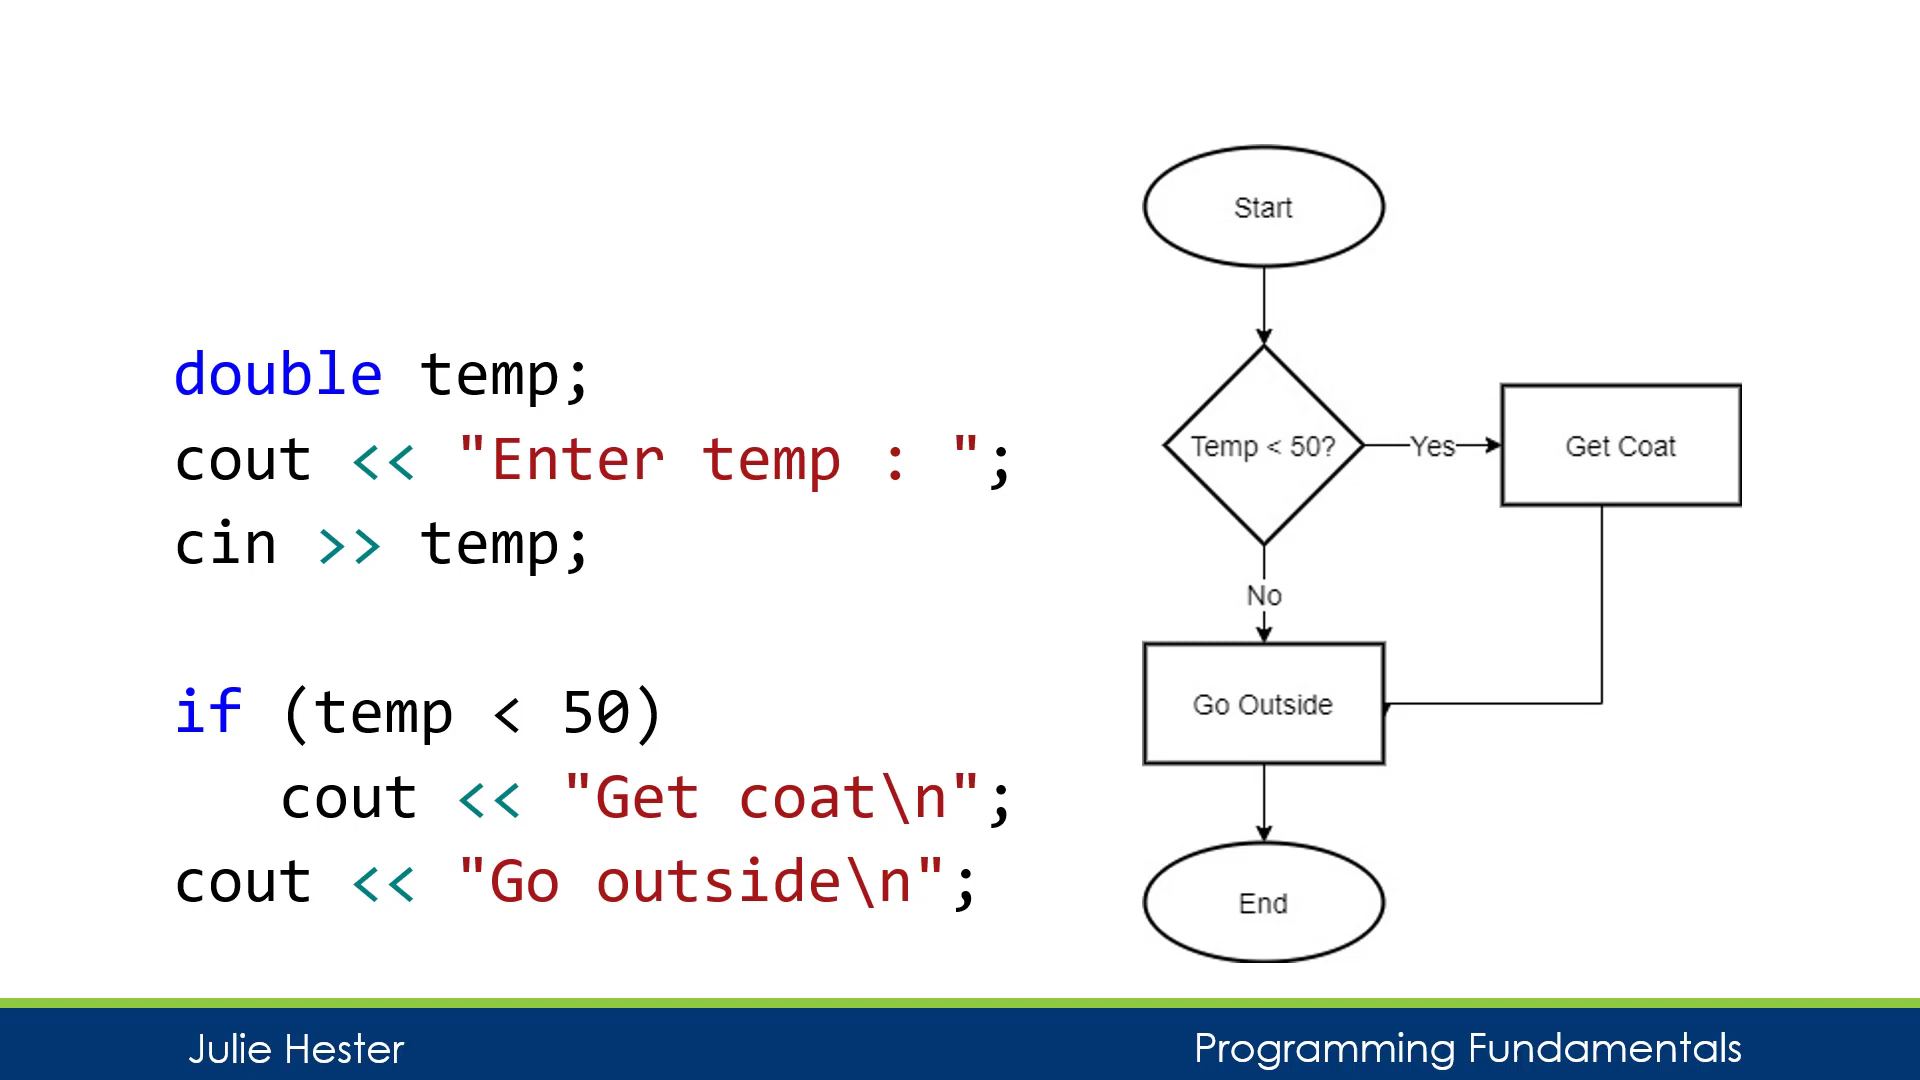 double temp;
cout << "Enter temp : ";
cin >> temp;
if (temp < 50)
cout << "Get coat\n";
cout << "Go outside\n";
Start
Temp < 50?
Yes
Get Coat
No
Go Outside
End
Julie Hester
Programming Fundamentals